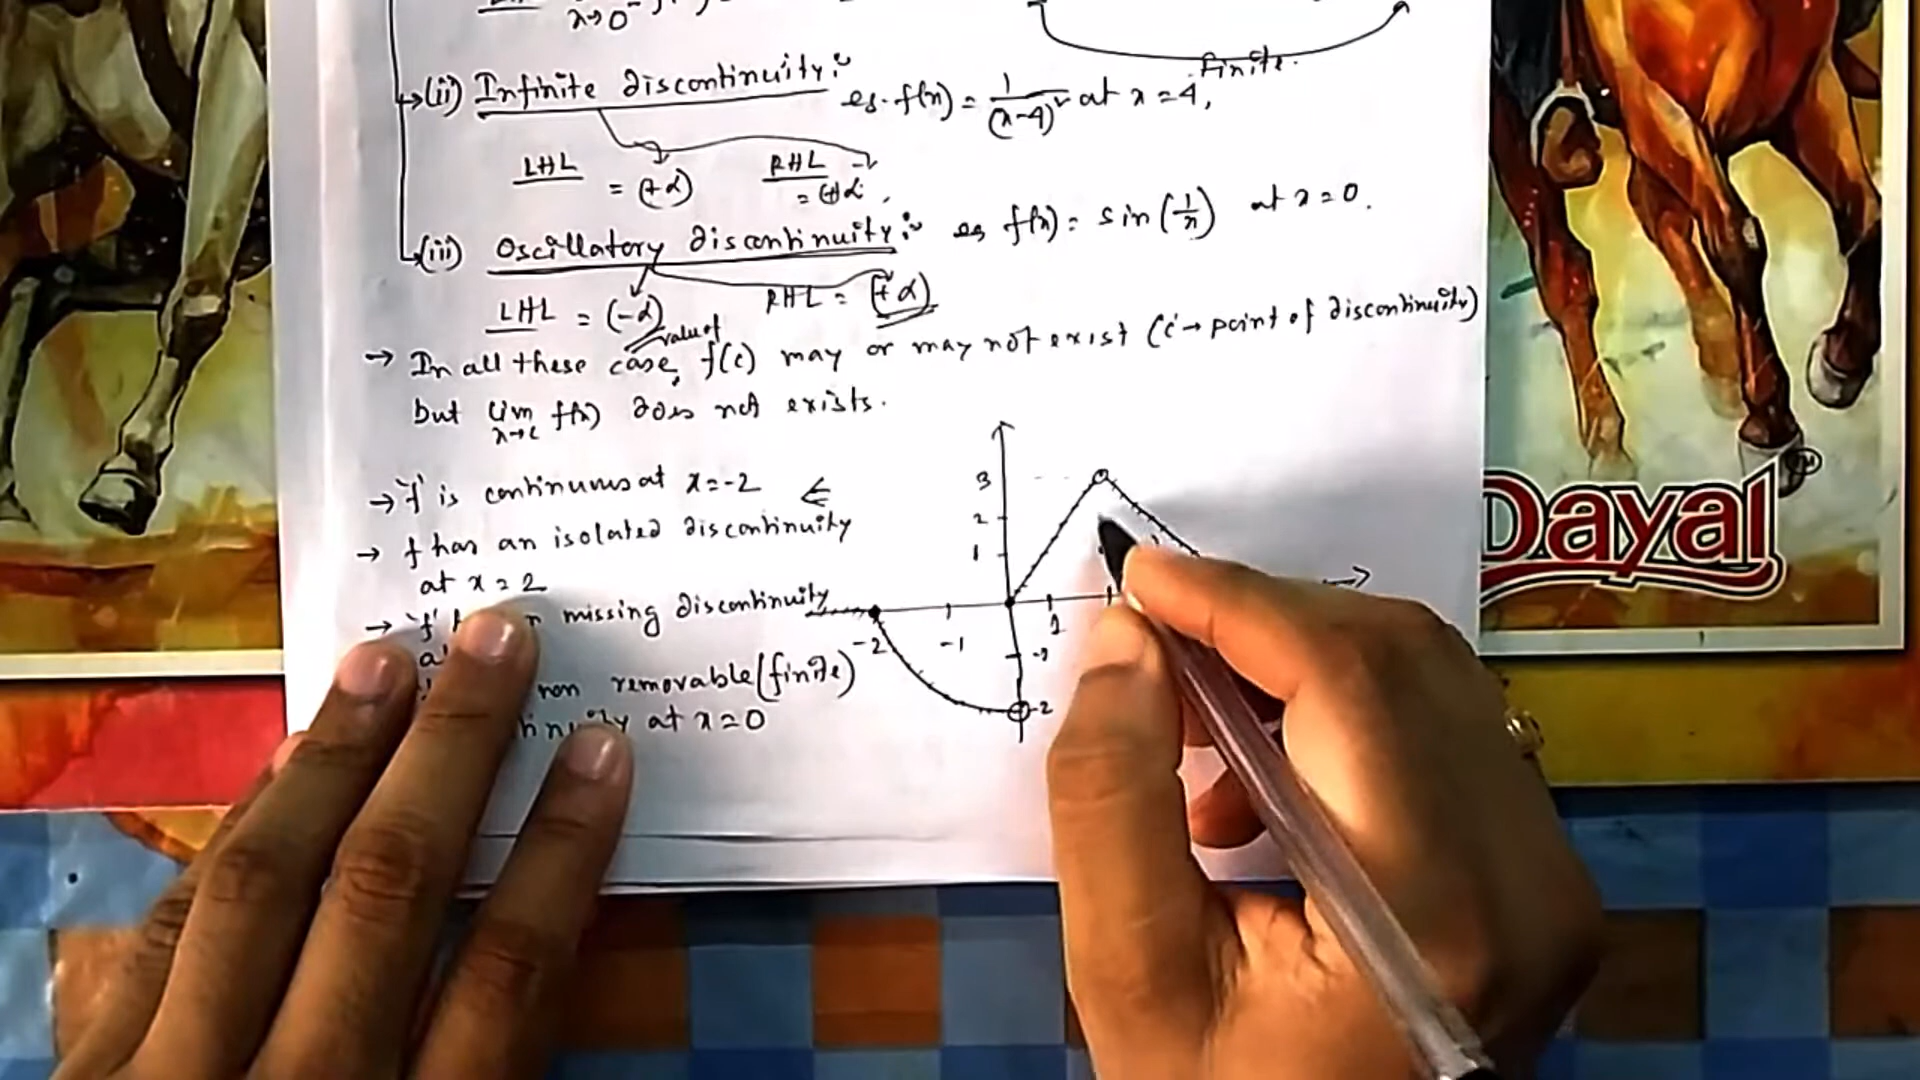 x→0⁻
finite.
(ii) Infinite discontinuity:- eg. f(x) = 1/(x-4)² at x = 4,
LHL = (+∝) RHL = (+)∝.
(iii) Oscillatory discontinuity:- eg f(x) = sin(1/x) at x = 0.
LHL = (-∝) RHL = (+∝)
value of
→ In all these case, f(c) may or may not exist (c → point of discontinuity)
but lim x→c f(x) does not exists.
→ 'f' is continuous at x = -2
→ f has an isolated discontinuity
at x = 2
→ 'f' missing discontinuity
non removable (finite)
at x = 0
3
2
1
-2 -1 1
-1
-2
Dayal